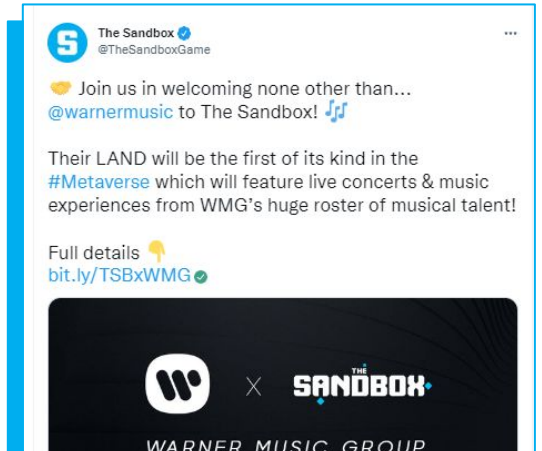 The Sandbox
@TheSandboxGame
🤝 Join us in welcoming none other than...
@warnermusic to The Sandbox! 🎶
Their LAND will be the first of its kind in the
#Metaverse which will feature live concerts & music
experiences from WMG's huge roster of musical talent!
Full details 👇
bit.ly/TSBxWMG
X THE SANDBOX
WARNER MUSIC GROUP